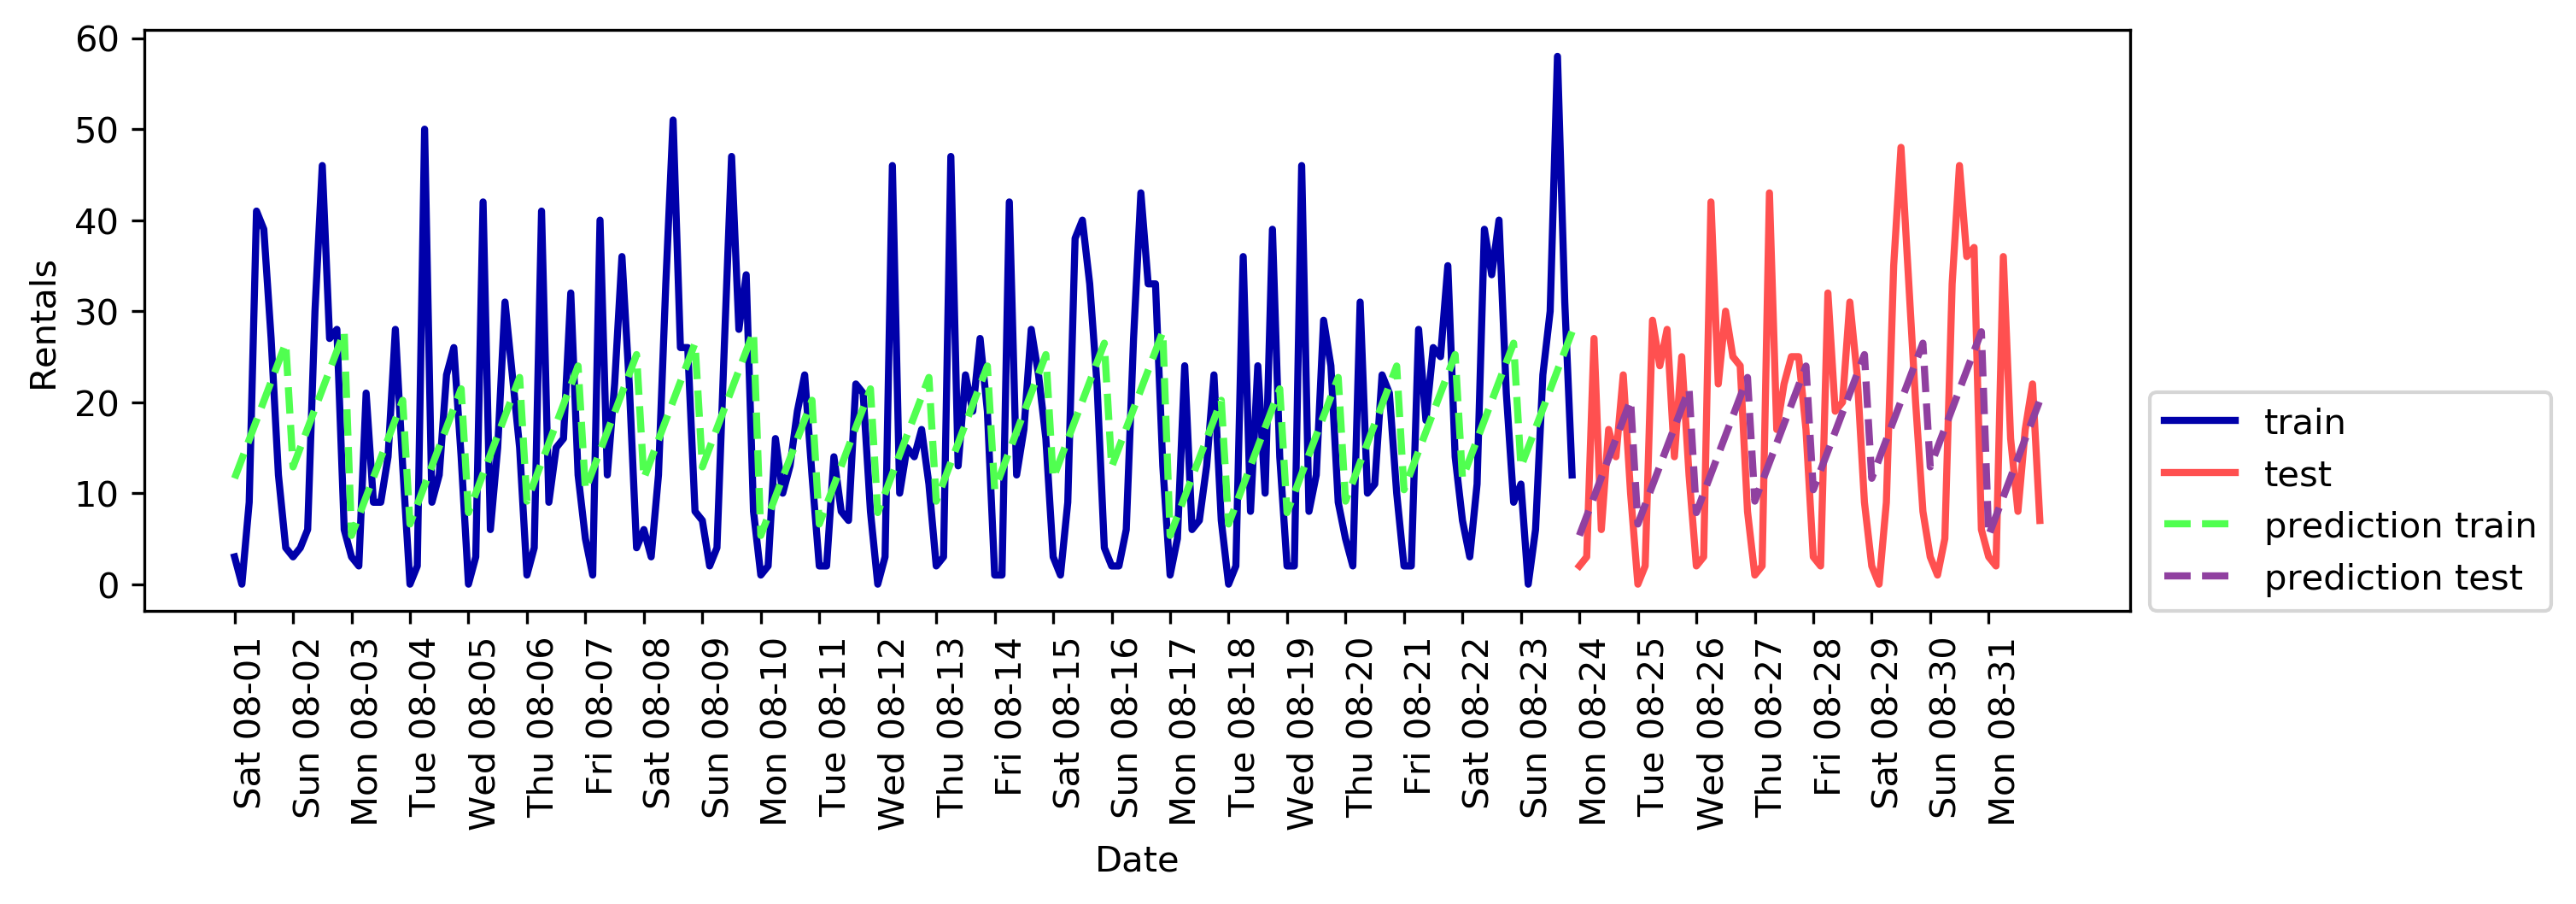 60
50
40
30
20
10
0
Rentals
Sat 08-01
Sun 08-02
Mon 08-03
Tue 08-04
Wed 08-05
Thu 08-06
Fri 08-07
Sat 08-08
Sun 08-09
Mon 08-10
Tue 08-11
Wed 08-12
Thu 08-13
Fri 08-14
Sat 08-15
Sun 08-16
Mon 08-17
Tue 08-18
Wed 08-19
Thu 08-20
Fri 08-21
Sat 08-22
Sun 08-23
Mon 08-24
Tue 08-25
Wed 08-26
Thu 08-27
Fri 08-28
Sat 08-29
Sun 08-30
Mon 08-31
Date
train
test
prediction train
prediction test